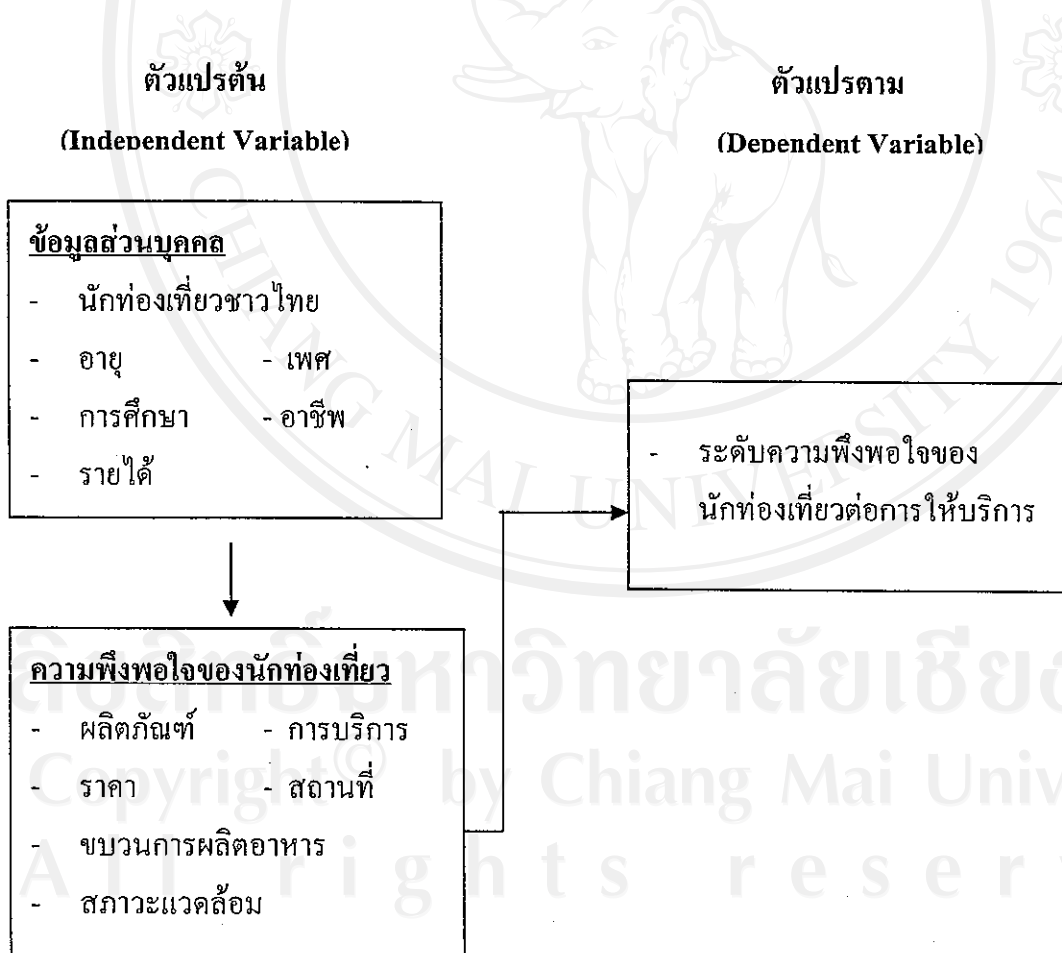 ตัวแปรต้น
(Independent Variable)
ตัวแปรตาม
(Dependent Variable)
ข้อมูลส่วนบุคคล
- นักท่องเที่ยวชาวไทย
- อายุ - เพศ
- การศึกษา - อาชีพ
- รายได้
- ระดับความพึงพอใจของ
นักท่องเที่ยวต่อการให้บริการ
ความพึงพอใจของนักท่องเที่ยว
- ผลิตภัณฑ์ - การบริการ
- ราคา - สถานที่
- ขบวนการผลิตอาหาร
- สภาวะแวดล้อม
CHIANG MAI UNIVERSITY 1964
Copyright© by Chiang Mai
All rights